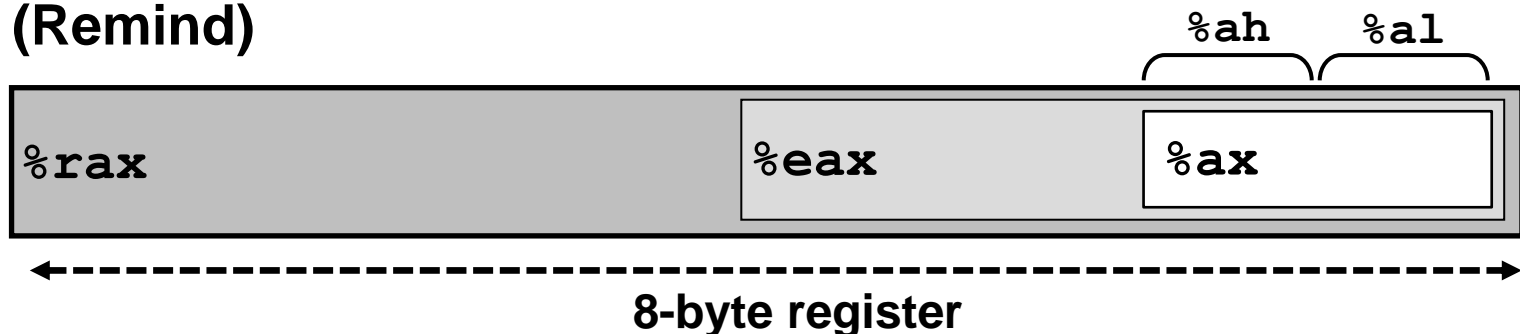 (Remind)
%ah %al
%rax %eax %ax
8-byte register